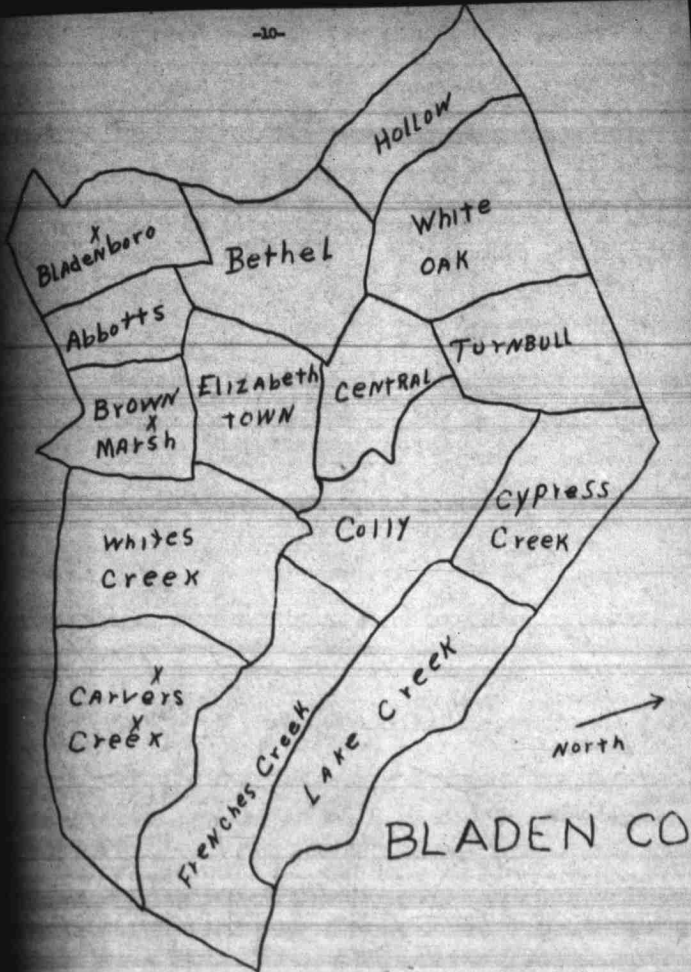 -10-
HOLLOW
White
OAK
X
BLAdeNboro
Bethel
Abbotts
TUrNBULL
BrOWN
X
MArsh
ELIZAbeth
TOWN
CeNTRAL
Cypress
Creek
Colly
Whites
Creek
X
CArvers
X
Creek
Frenches Creek
LAke Creek
North
BLADEN CO